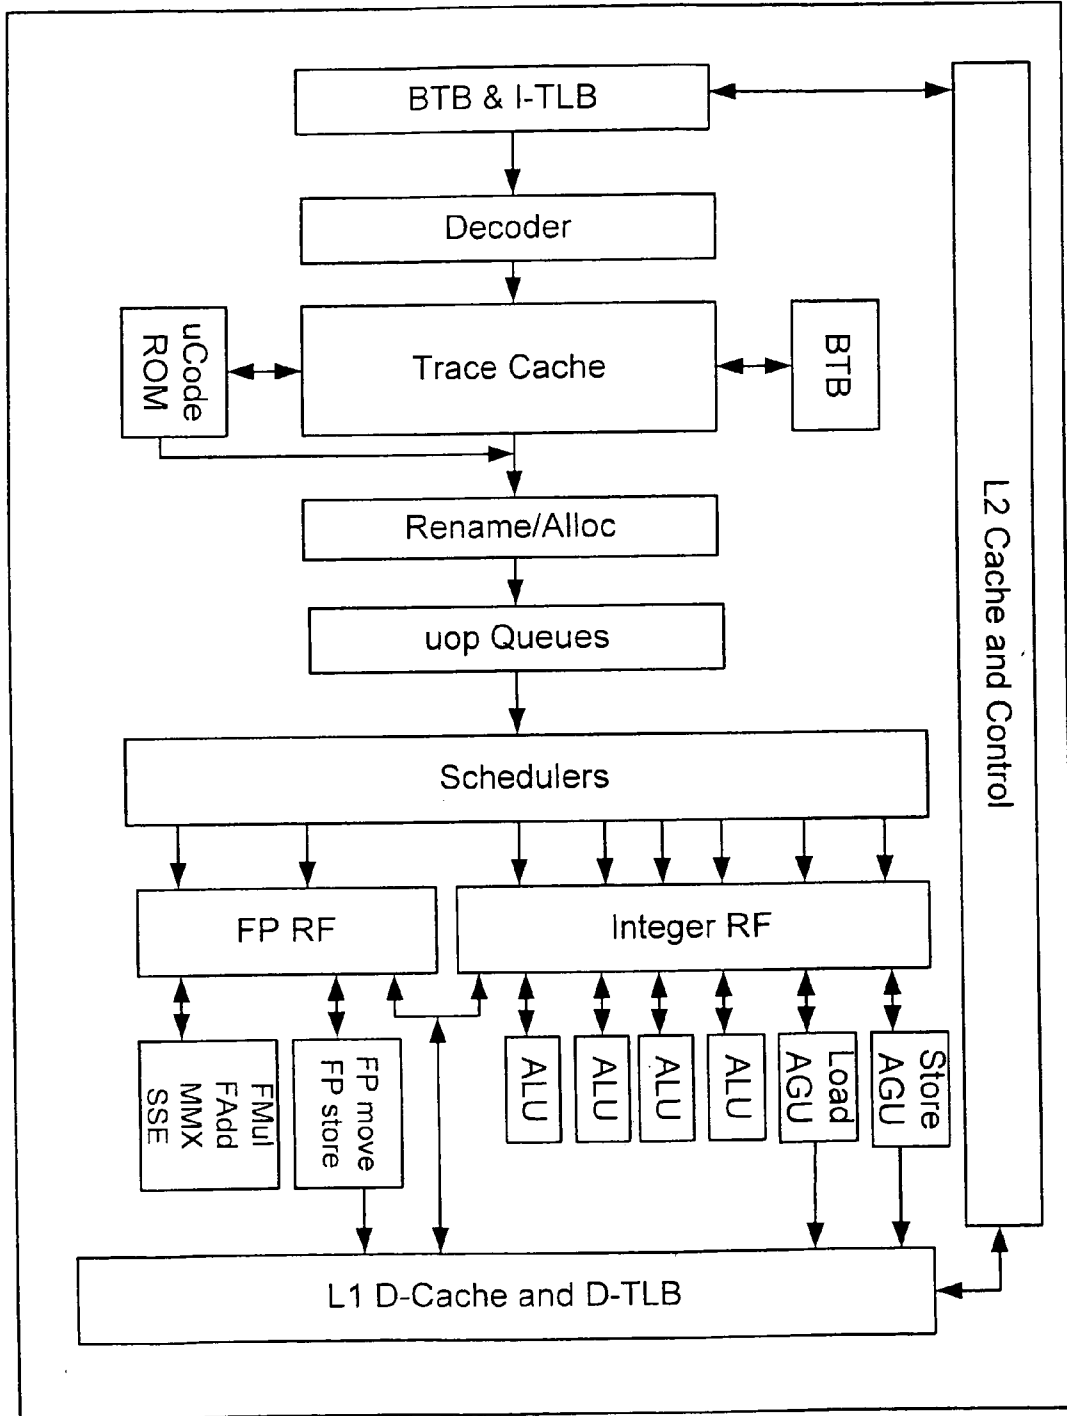 BTB & I-TLB
Decoder
uCode
ROM
Trace Cache
BTB
Rename/Alloc
uop Queues
L2 Cache and Control
Schedulers
FP RF
Integer RF
FMul
FAdd
MMX
SSE
FP move
FP store
ALU
ALU
ALU
ALU
Load
AGU
Store
AGU
L1 D-Cache and D-TLB